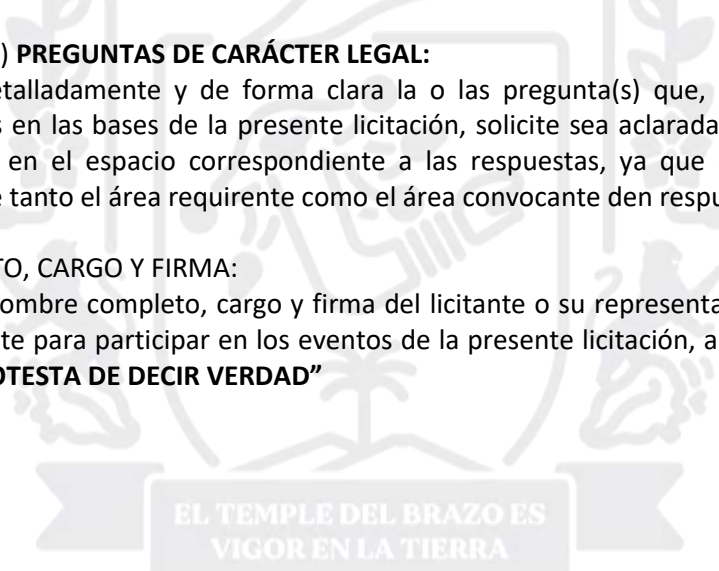 ) PREGUNTAS DE CARÁCTER LEGAL:
talladamente y de forma clara la o las pregunta(s) que,
en las bases de la presente licitación, solicite sea aclarada
en el espacio correspondiente a las respuestas, ya que
tanto el área requirente como el área convocante den respu
TO, CARGO Y FIRMA:
ombre completo, cargo y firma del licitante o su representa
te para participar en los eventos de la presente licitación, a
OTESTA DE DECIR VERDAD”
EL TEMPLE DEL BRAZO ES
VIGOR EN LA TIERRA